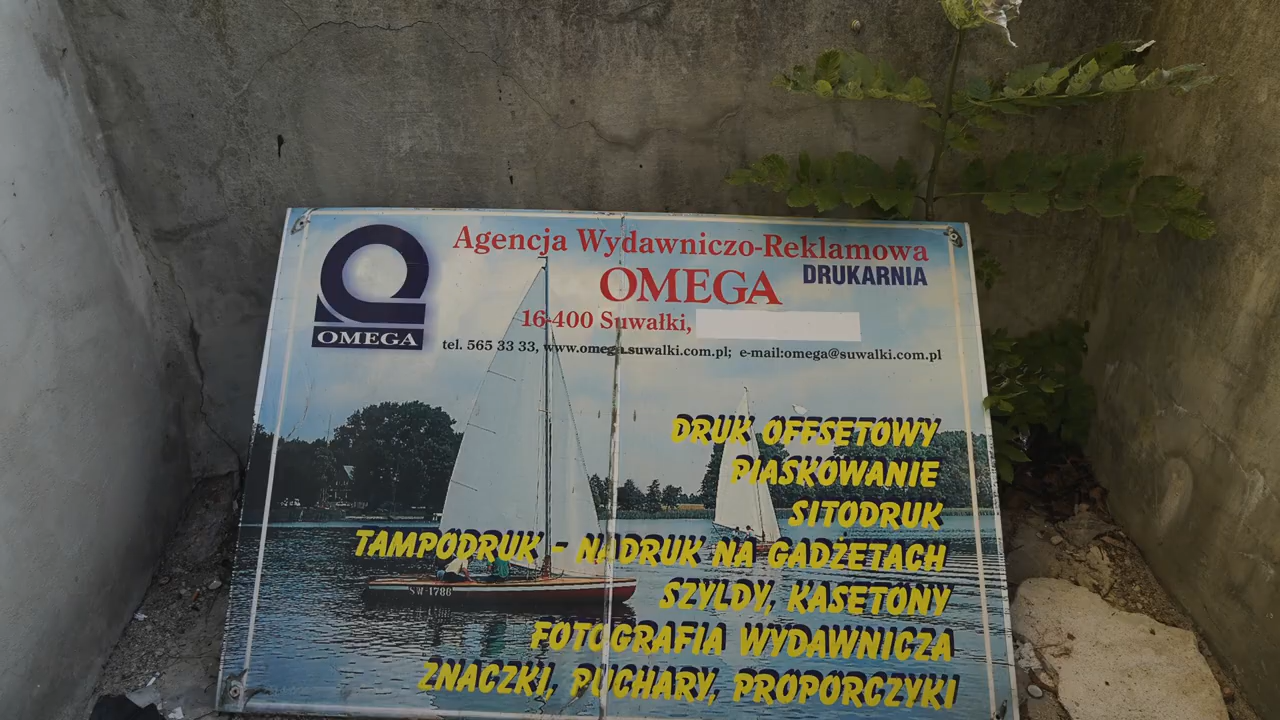 OMEGA
Agencja Wydawniczo-Reklamowa
OMEGA DRUKARNIA
16-400 Suwałki,
tel. 565 33 33, www.omega.suwalki.com.pl; e-mail:omega@suwalki.com.pl
DRUK OFFSETOWY
PIASKOWANIE
SITODRUK
TAMPODRUK - NADRUK NA GADŻETACH
SW 1786
SZYLDY, KASETONY
FOTOGRAFIA WYDAWNICZA
ZNACZKI, PUCHARY, PROPORCZYKI